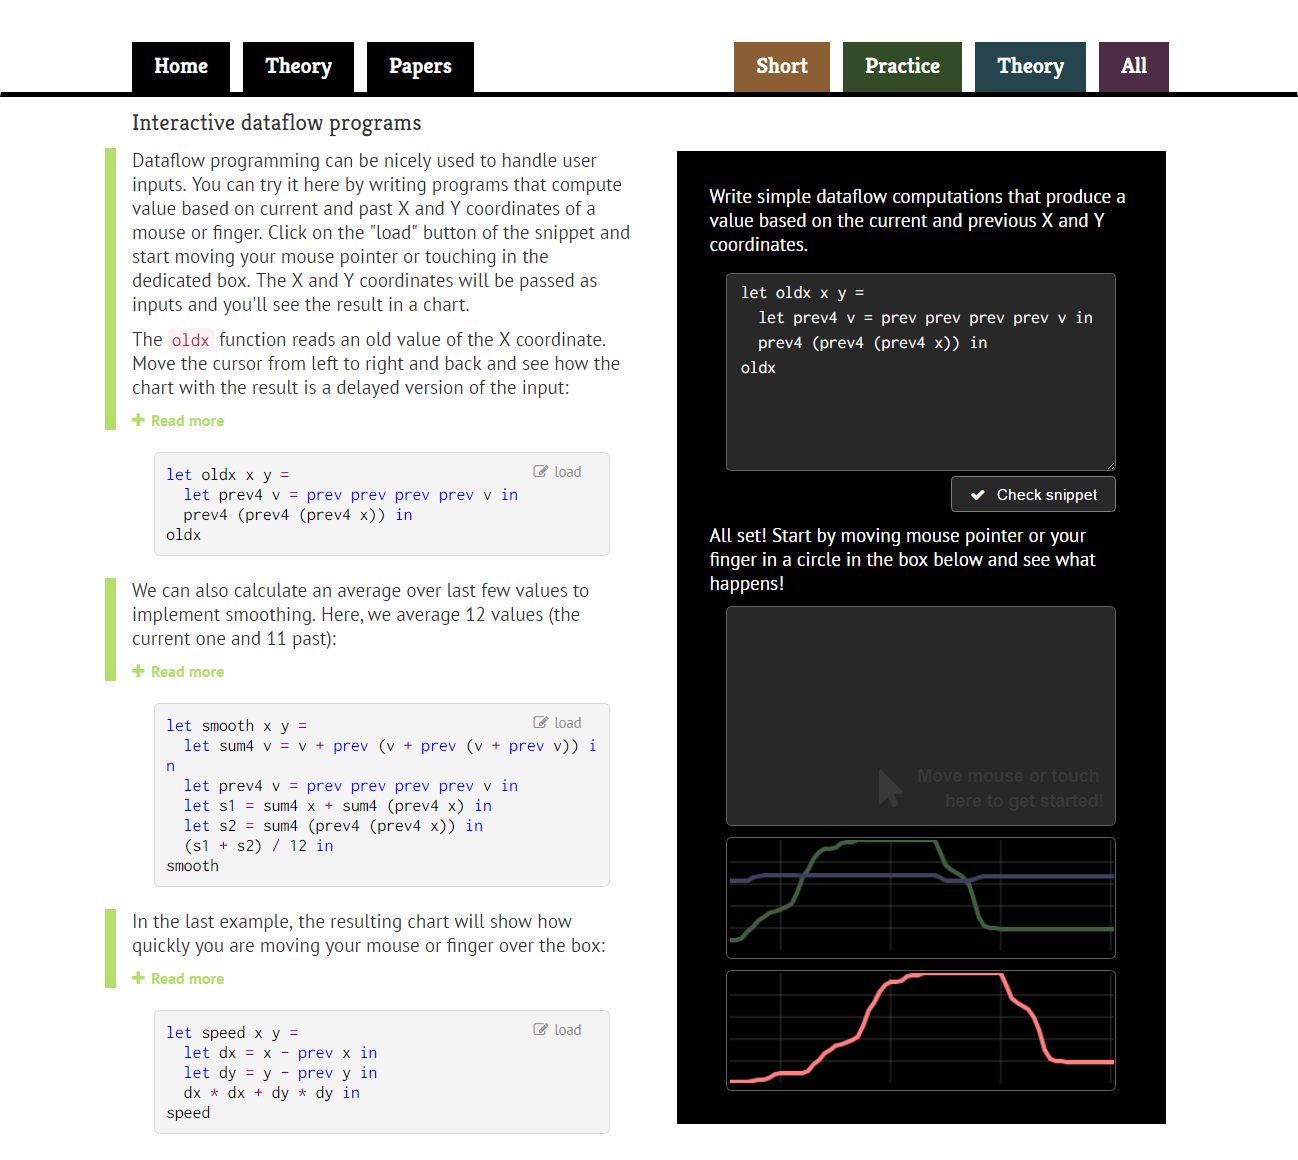 Home Theory Papers Short Practice Theory All
Interactive dataflow programs
Dataflow programming can be nicely used to handle user
inputs. You can try it here by writing programs that compute
value based on current and past X and Y coordinates of a
mouse or finger. Click on the "load" button of the snippet and
start moving your mouse pointer or touching in the
dedicated box. The X and Y coordinates will be passed as
inputs and you'll see the result in a chart.
The oldx function reads an old value of the X coordinate.
Move the cursor from left to right and back and see how the
chart with the result is a delayed version of the input:
Read more
load
let oldx x y =
  let prev4 v = prev prev prev prev v in
  prev4 (prev4 (prev4 x)) in
oldx
We can also calculate an average over last few values to
implement smoothing. Here, we average 12 values (the
current one and 11 past):
Read more
load
let smooth x y =
  let sum4 v = v + prev (v + prev (v + prev v)) i
n
  let prev4 v = prev prev prev prev v in
  let s1 = sum4 x + sum4 (prev4 x) in
  let s2 = sum4 (prev4 (prev4 x)) in
  (s1 + s2) / 12 in
smooth
In the last example, the resulting chart will show how
quickly you are moving your mouse or finger over the box:
Read more
load
let speed x y =
  let dx = x - prev x in
  let dy = y - prev y in
  dx * dx + dy * dy in
speed
Write simple dataflow computations that produce a
value based on the current and previous X and Y
coordinates.
let oldx x y =
  let prev4 v = prev prev prev prev v in
  prev4 (prev4 (prev4 x)) in
oldx
Check snippet
All set! Start by moving mouse pointer or your
finger in a circle in the box below and see what
happens!
Move mouse or touch
here to get started!